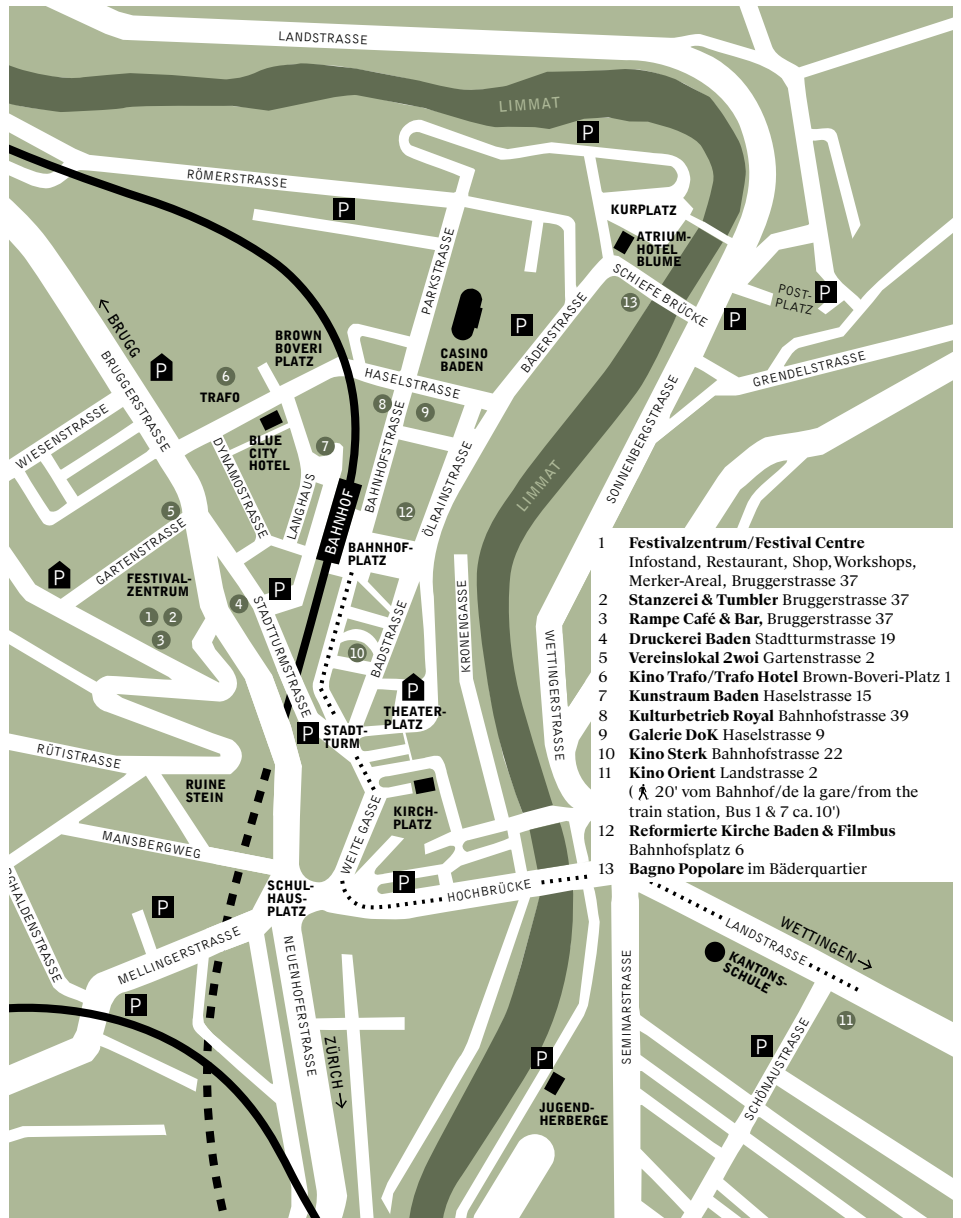 LANDSTRASSE
LIMMAT
P
RÖMERSTRASSE
P
KURPLATZ
ATRIUM-
HOTEL
BLUME
PARKSTRASSE
SCHIEFE BRÜCKE
13
POST-
PLATZ
P
P
P
← BRUGG
BROWN
BOVERI
PLATZ
CASINO
BADEN
BÄDERSTRASSE
P
BRUGGERSTRASSE
6
TRAFO
HASELSTRASSE
8
9
GRENDELSTRASSE
WIESENSTRASSE
BLUE
CITY
HOTEL
7
DYNAMOSTRASSE
LANGHAUS
BAHNHOF
BAHNHOFSTRASSE
ÖLRAINSTRASSE
12
LIMMAT
SONNENBERGSTRASSE
5
GARTENSTRASSE
P
BAHNHOF-
PLATZ
FESTIVAL-
ZENTRUM
1
2
3
4
P
STADTTURMSTRASSE
10
BADSTRASSE
KRONENGASSE
WETTINGERSTRASSE
P
THEATER-
PLATZ
P
STADT-
TURM
RÜTISTRASSE
RUINE
STEIN
KIRCH-
PLATZ
MANSBERGWEG
WEITE GASSE
SCHUL-
HAUS-
PLATZ
P
HOCHBRÜCKE
P
MELLINGERSTRASSE
NEUENHOFERSTRASSE
P
ZÜRICH →
SEMINARSTRASSE
LANDSTRASSE
WETTINGEN →
KANTONS-
SCHULE
11
P
SCHÖNAUSTRASSE
P
JUGEND-
HERBERGE
1 Festivalzentrum/Festival Centre
Infostand, Restaurant, Shop, Workshops,
Merker-Areal, Bruggerstrasse 37
2 Stanzerei & Tumbler Bruggerstrasse 37
3 Rampe Café & Bar, Bruggerstrasse 37
4 Druckerei Baden Stadtturmstrasse 19
5 Vereinslokal 2woi Gartenstrasse 2
6 Kino Trafo/Trafo Hotel Brown-Boveri-Platz 1
7 Kunstraum Baden Haselstrasse 15
8 Kulturbetrieb Royal Bahnhofstrasse 39
9 Galerie DoK Haselstrasse 9
10 Kino Sterk Bahnhofstrasse 22
11 Kino Orient Landstrasse 2
( 20' vom Bahnhof/de la gare/from the
train station, Bus 1 & 7 ca. 10')
12 Reformierte Kirche Baden & Filmbus
Bahnhofsplatz 6
13 Bagno Popolare im Bäderquartier